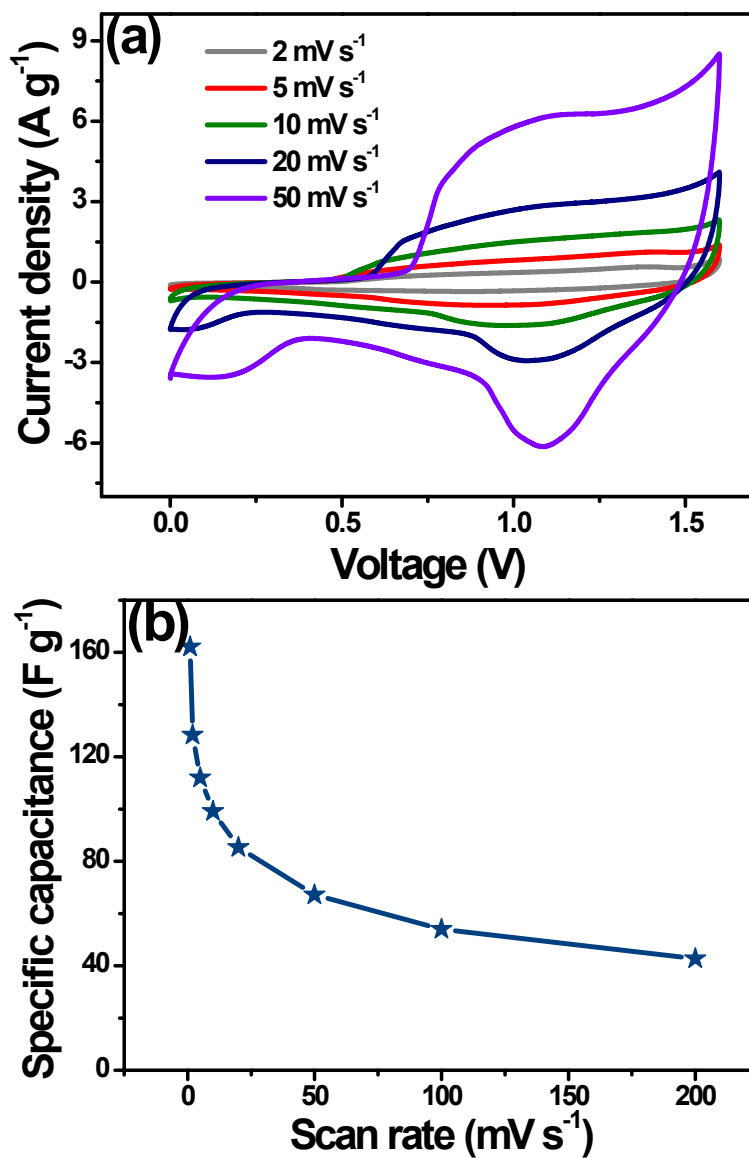 (a)
2 mV s⁻¹
5 mV s⁻¹
10 mV s⁻¹
20 mV s⁻¹
50 mV s⁻¹
Current density (A g⁻¹)
9
6
3
0
-3
-6
0.0 0.5 1.0 1.5
Voltage (V)
(b)
Specific capacitance (F g⁻¹)
160
120
80
40
0
0 50 100 150 200
Scan rate (mV s⁻¹)